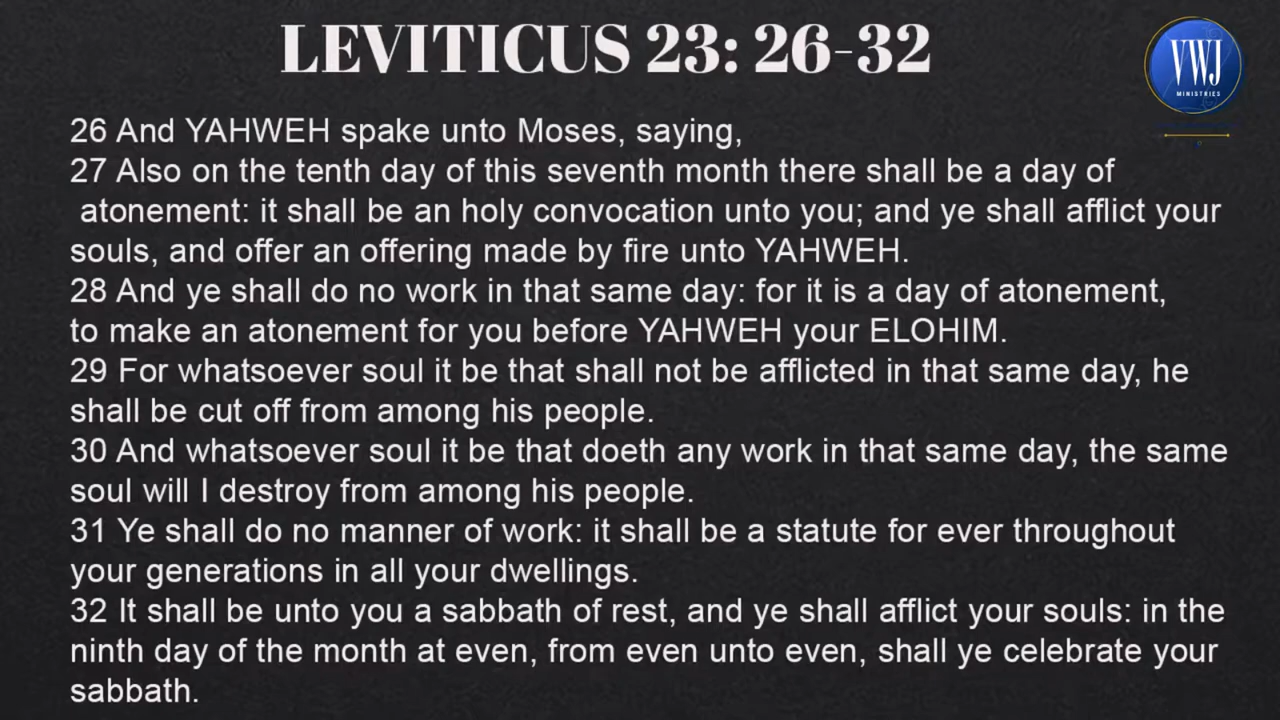 LEVITICUS 23: 26-32
VWJ
MINISTRIES
26 And YAHWEH spake unto Moses, saying,
27 Also on the tenth day of this seventh month there shall be a day of
atonement: it shall be an holy convocation unto you; and ye shall afflict your
souls, and offer an offering made by fire unto YAHWEH.
28 And ye shall do no work in that same day: for it is a day of atonement,
to make an atonement for you before YAHWEH your ELOHIM.
29 For whatsoever soul it be that shall not be afflicted in that same day, he
shall be cut off from among his people.
30 And whatsoever soul it be that doeth any work in that same day, the same
soul will I destroy from among his people.
31 Ye shall do no manner of work: it shall be a statute for ever throughout
your generations in all your dwellings.
32 It shall be unto you a sabbath of rest, and ye shall afflict your souls: in the
ninth day of the month at even, from even unto even, shall ye celebrate your
sabbath.